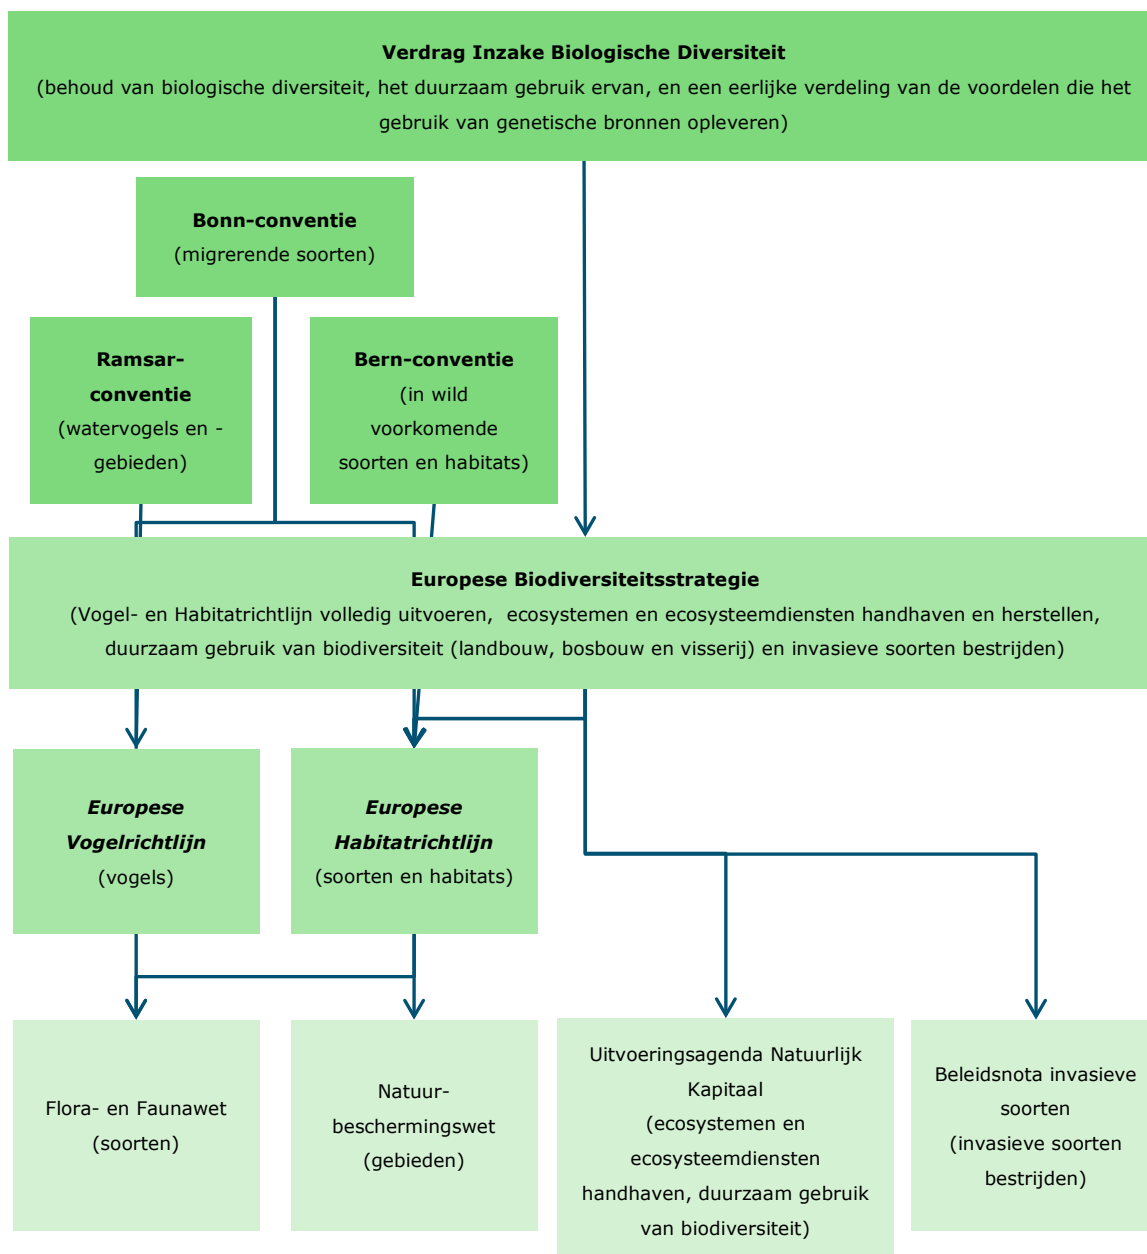 Verdrag Inzake Biologische Diversiteit
(behoud van biologische diversiteit, het duurzaam gebruik ervan, en een eerlijke verdeling van de voordelen die het
gebruik van genetische bronnen opleveren)
Bonn-conventie
(migrerende soorten)
Ramsar-
conventie
(watervogels en -
gebieden)
Bern-conventie
(in wild
voorkomende
soorten en habitats)
Europese Biodiversiteitsstrategie
(Vogel- en Habitatrichtlijn volledig uitvoeren, ecosystemen en ecosysteemdiensten handhaven en herstellen,
duurzaam gebruik van biodiversiteit (landbouw, bosbouw en visserij) en invasieve soorten bestrijden)
Europese
Vogelrichtlijn
(vogels)
Europese
Habitatrichtlijn
(soorten en habitats)
Flora- en Faunawet
(soorten)
Natuur-
beschermingswet
(gebieden)
Uitvoeringsagenda Natuurlijk
Kapitaal
(ecosystemen en
ecosysteemdiensten
handhaven, duurzaam gebruik
van biodiversiteit)
Beleidsnota invasieve
soorten
(invasieve soorten
bestrijden)